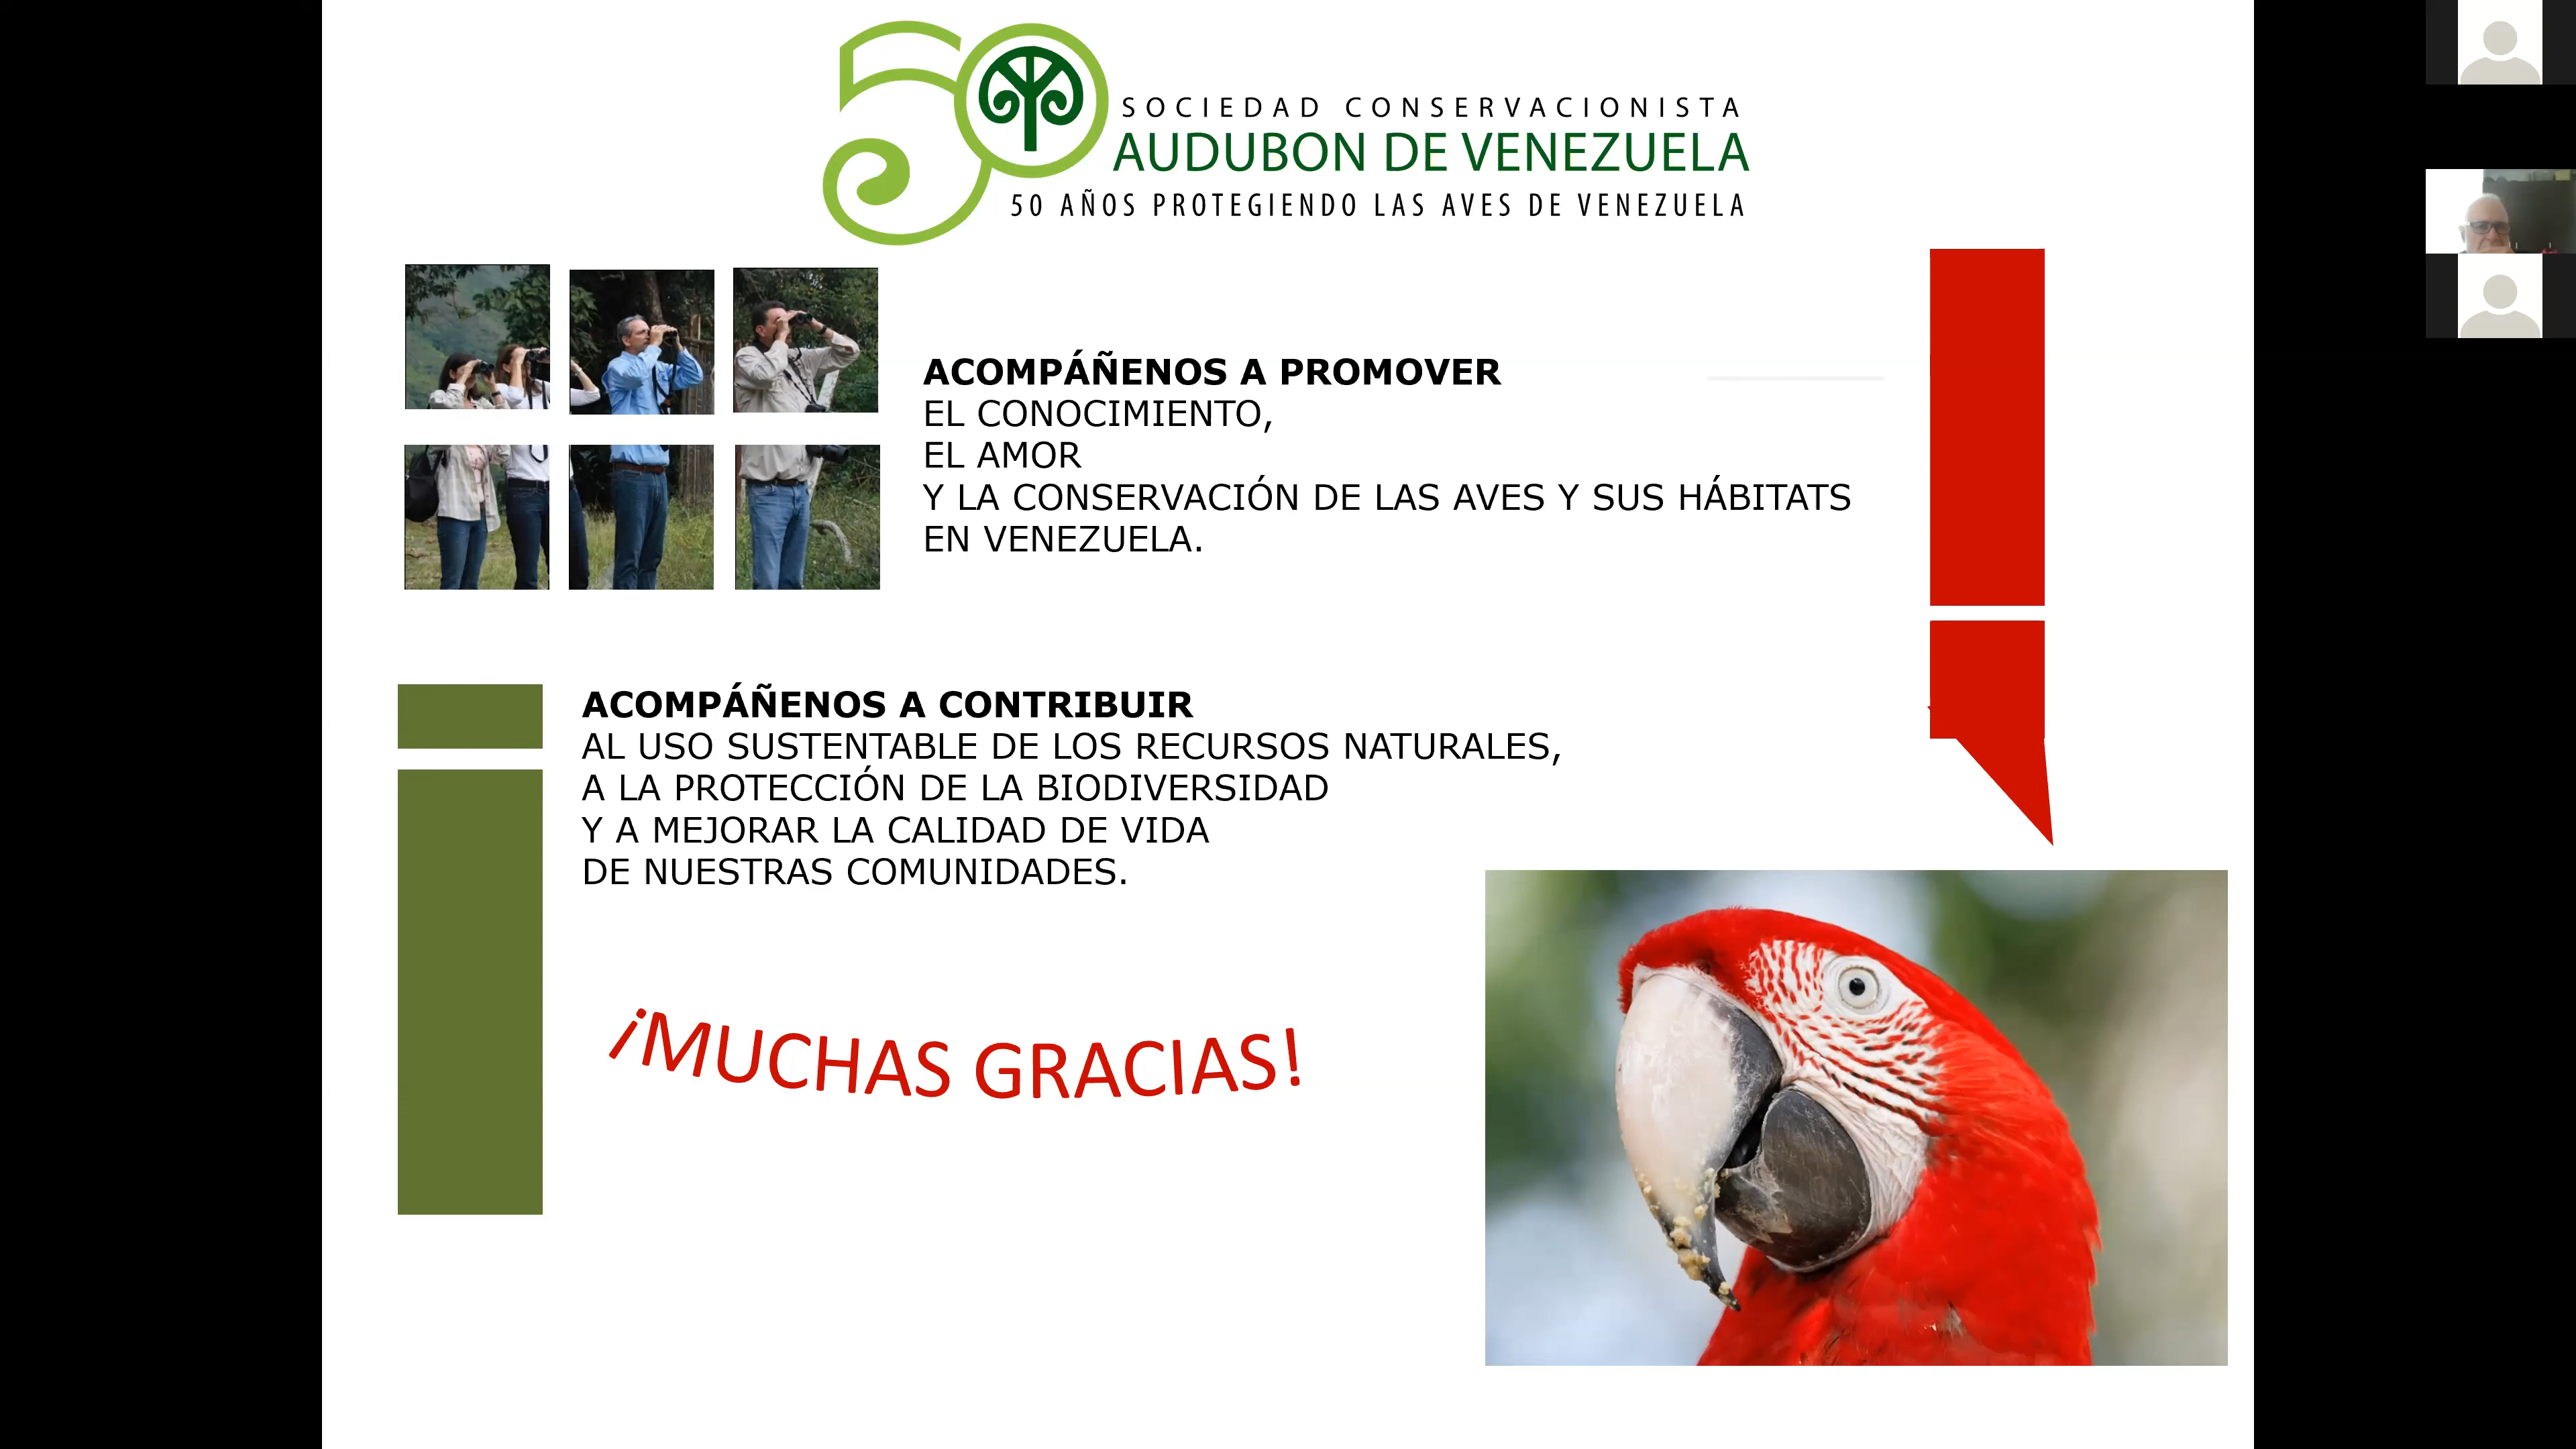 50
SOCIEDAD CONSERVACIONISTA
AUDUBON DE VENEZUELA
50 AÑOS PROTEGIENDO LAS AVES DE VENEZUELA
ACOMPÁÑENOS A PROMOVER
EL CONOCIMIENTO,
EL AMOR
Y LA CONSERVACIÓN DE LAS AVES Y SUS HÁBITATS
EN VENEZUELA.
ACOMPÁÑENOS A CONTRIBUIR
AL USO SUSTENTABLE DE LOS RECURSOS NATURALES,
A LA PROTECCIÓN DE LA BIODIVERSIDAD
Y A MEJORAR LA CALIDAD DE VIDA
DE NUESTRAS COMUNIDADES.
¡MUCHAS GRACIAS!